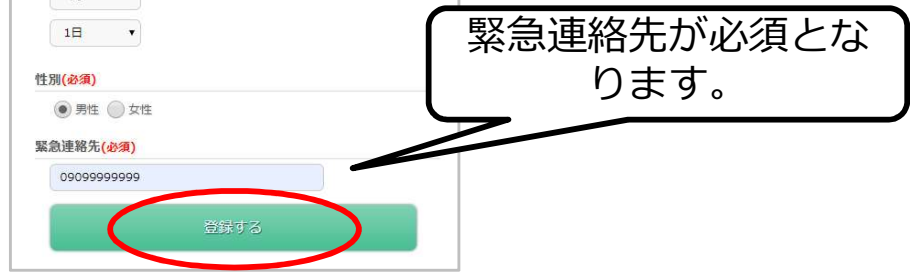 1日
性別(必須)
男性 女性
緊急連絡先(必須)
09099999999
登録する
緊急連絡先が必須とな
ります。